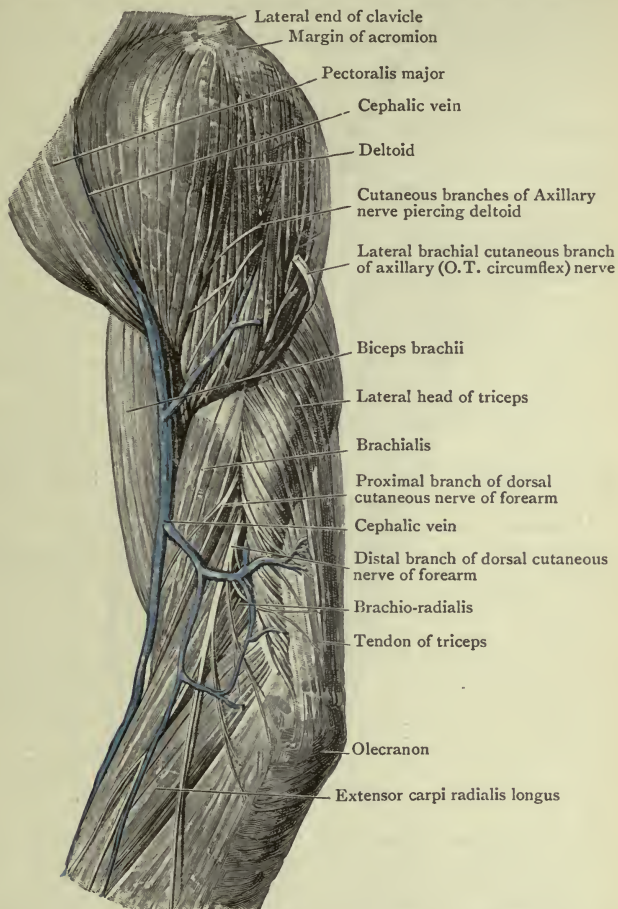 Lateral end of clavicle
Margin of acromion
Pectoralis major
Cephalic vein
Deltoid
Cutaneous branches of Axillary
nerve piercing deltoid
Lateral brachial cutaneous branch
of axillary (O.T. circumflex) nerve
Biceps brachii
Lateral head of triceps
Brachialis
Proximal branch of dorsal
cutaneous nerve of forearm
Cephalic vein
Distal branch of dorsal cutaneous
nerve of forearm
Brachio-radialis
Tendon of triceps
Olecranon
Extensor carpi radialis longus